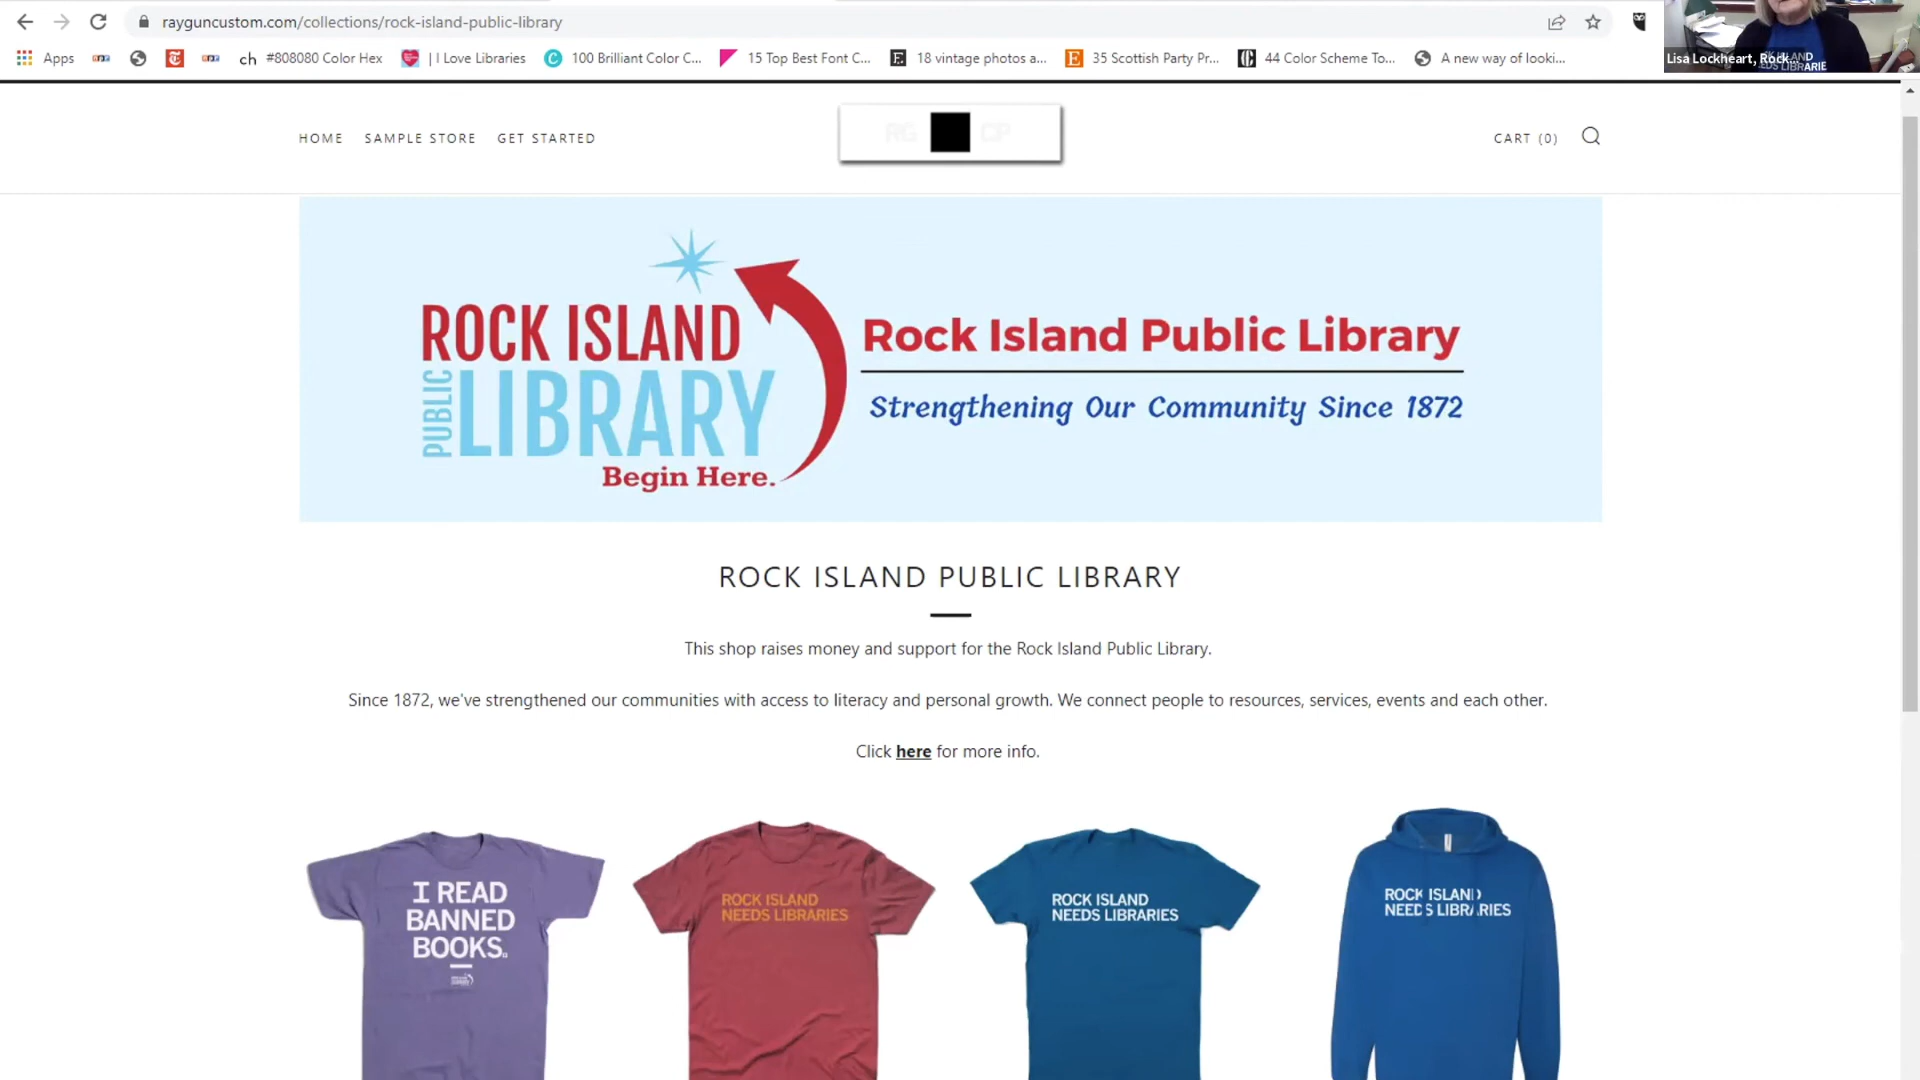 rayguncustom.com/collections/rock-island-public-library
Apps
ch #808080 Color Hex
| I Love Libraries
100 Brilliant Color C...
15 Top Best Font C...
18 vintage photos a...
35 Scottish Party Pr...
44 Color Scheme To...
A new way of looki...
Lisa Lockheart, Rock...
HOME SAMPLE STORE GET STARTED
RG CP
CART (0)
ROCK ISLAND
PUBLIC
LIBRARY
Begin Here.
Rock Island Public Library
Strengthening Our Community Since 1872
ROCK ISLAND PUBLIC LIBRARY
This shop raises money and support for the Rock Island Public Library.
Since 1872, we've strengthened our communities with access to literacy and personal growth. We connect people to resources, services, events and each other.
Click here for more info.
I READ
BANNED
BOOKS.
ROCK ISLAND
NEEDS LIBRARIES
ROCK ISLAND
NEEDS LIBRARIES
ROCK ISLAND
NEEDS LIBRARIES